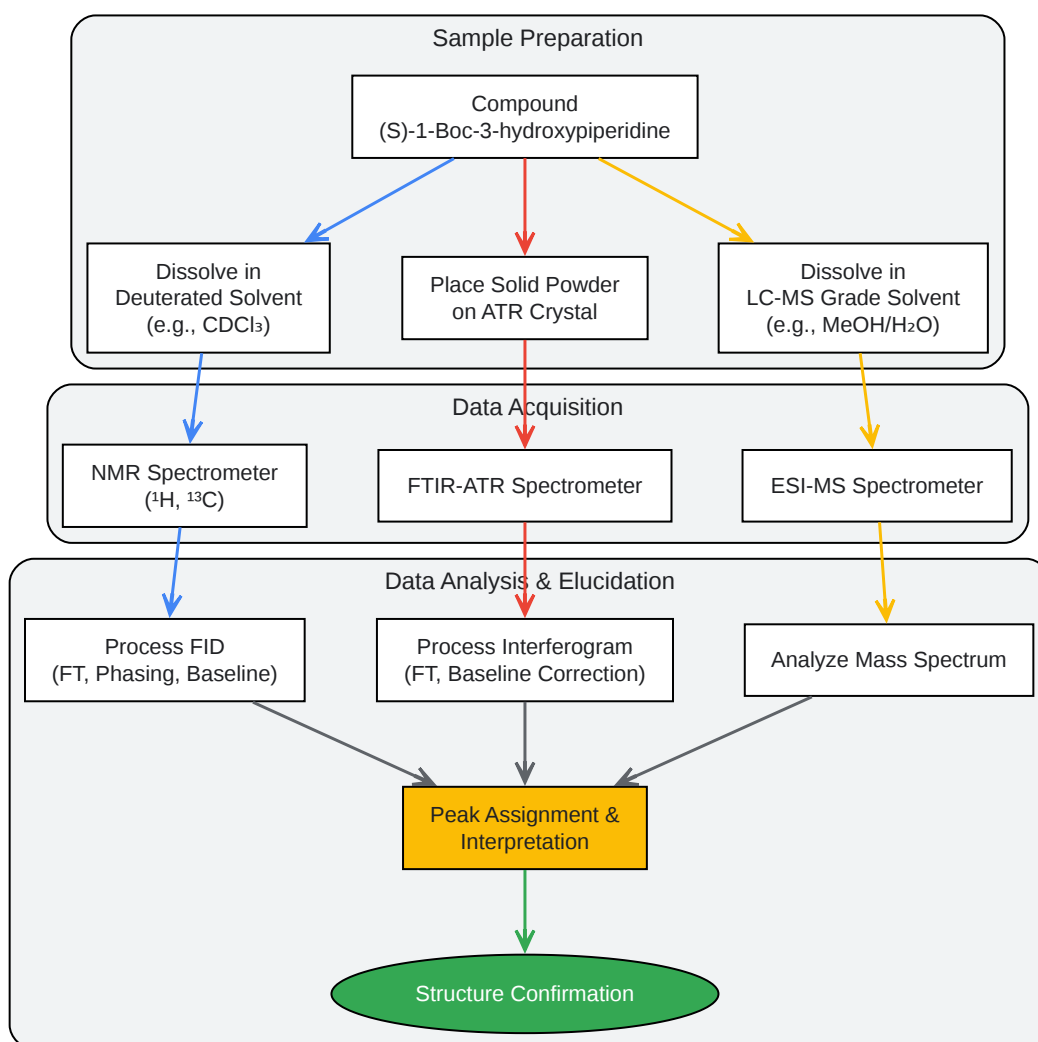 Sample Preparation
Compound
(S)-1-Boc-3-hydroxypiperidine
Dissolve in
Deuterated Solvent
(e.g., CDCl₃)
Place Solid Powder
on ATR Crystal
Dissolve in
LC-MS Grade Solvent
(e.g., MeOH/H₂O)
Data Acquisition
NMR Spectrometer
(¹H, ¹³C)
FTIR-ATR Spectrometer
ESI-MS Spectrometer
Data Analysis & Elucidation
Process FID
(FT, Phasing, Baseline)
Process Interferogram
(FT, Baseline Correction)
Analyze Mass Spectrum
Peak Assignment &
Interpretation
Structure Confirmation